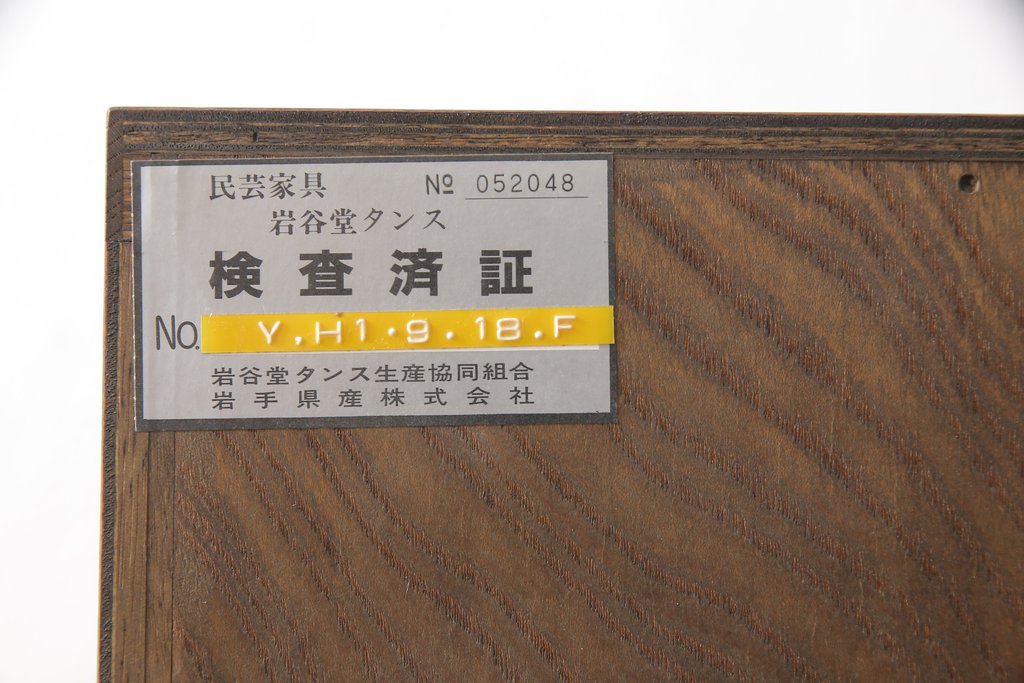 民芸家具 Nº 052048
岩谷堂タンス
検査済証
No. Y.H1.9.18.F
岩谷堂タンス生産協同組合
岩手県産株式会社